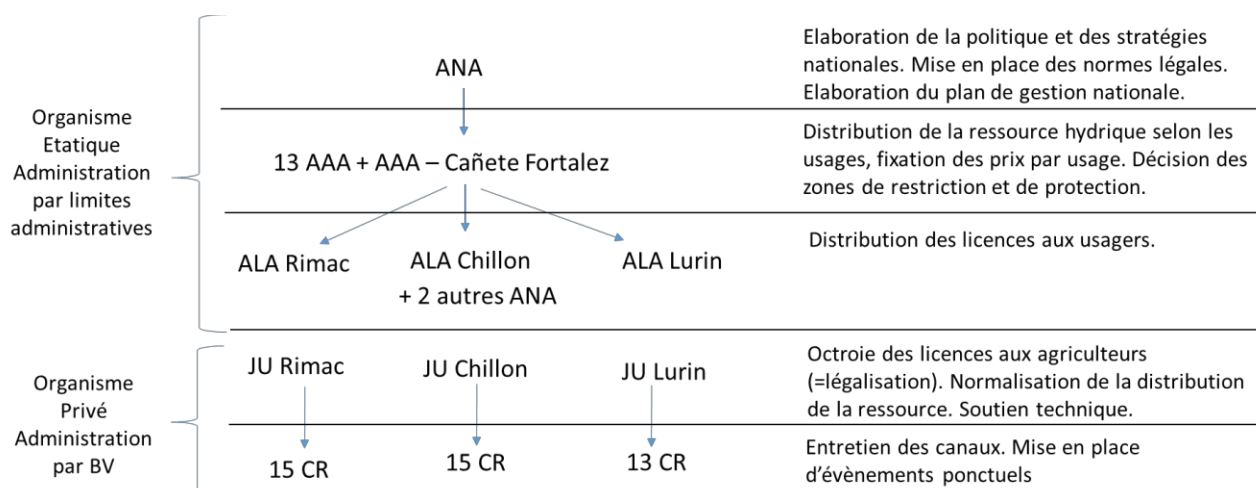 ANA
Elaboration de la politique et des stratégies
nationales. Mise en place des normes légales.
Elaboration du plan de gestion nationale.
Organisme
Etatique
Administration
par limites
administratives
13 AAA + AAA – Cañete Fortalez
Distribution de la ressource hydrique selon les
usages, fixation des prix par usage. Décision des
zones de restriction et de protection.
ALA Rimac
ALA Chillon
+ 2 autres ANA
ALA Lurin
Distribution des licences aux usagers.
Organisme
Privé
Administration
par BV
JU Rimac
JU Chillon
JU Lurin
Octroie des licences aux agriculteurs
(=légalisation). Normalisation de la distribution
de la ressource. Soutien technique.
15 CR
15 CR
13 CR
Entretien des canaux. Mise en place
d’évènements ponctuels